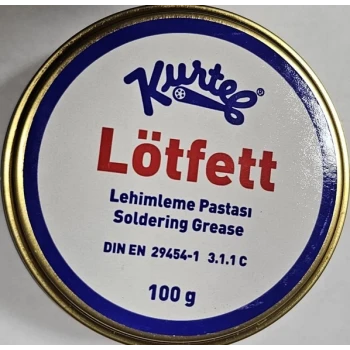 Kurtel®
Lötfett
Lehimleme Pastası
Soldering Grease
DIN EN 29454-1 3.1.1 C
100 g